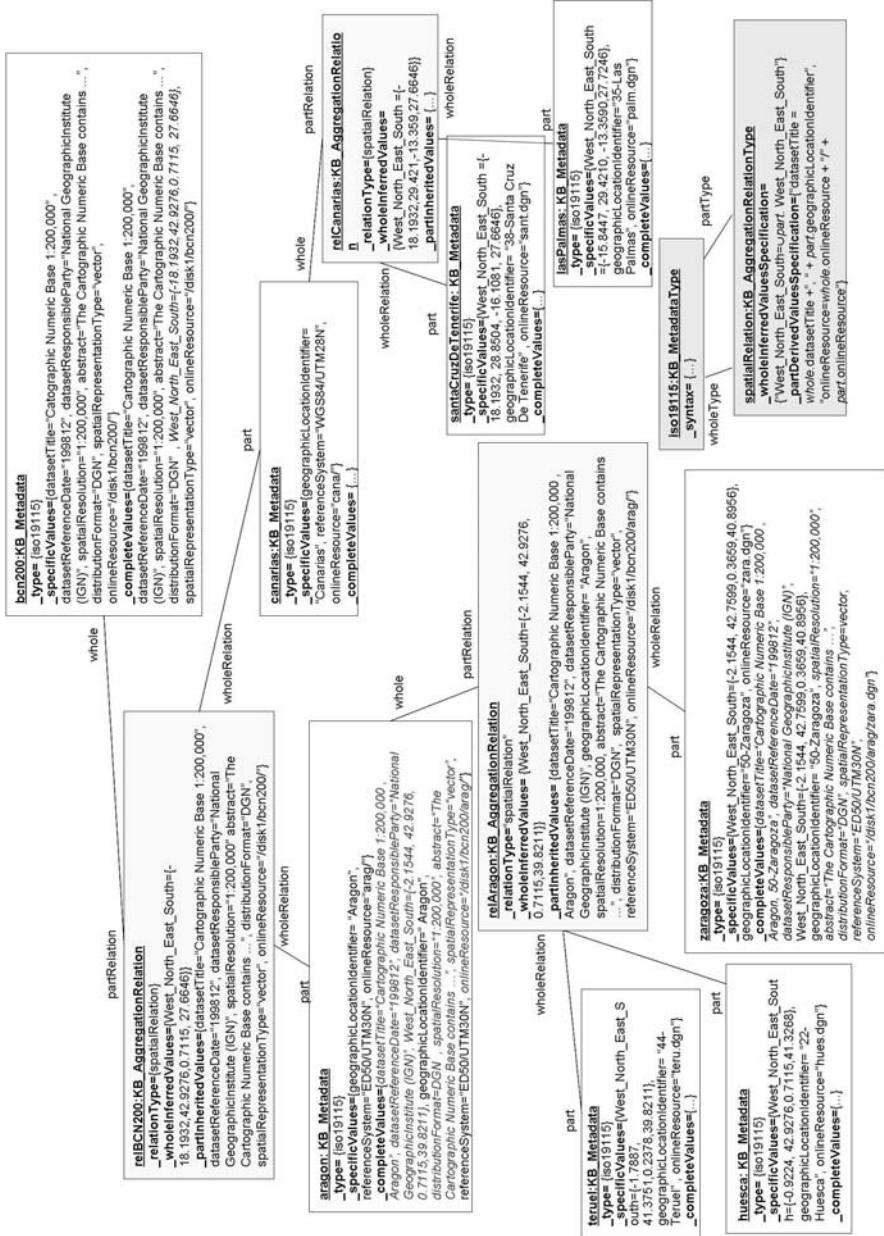 bcn200:KB_Metadata
_type= {iso19115}
_specificValues={datasetTitle="Catographic Numeric Base 1:200,000",
datasetReferenceDate="199812", datasetResponsibleParty="National GeographicInstitute
(IGN)", spatialResolution="1:200,000", abstract="The Cartographic Numeric Base contains …",
distributionFormat="DGN", spatialRepresentationType="vector",
onlineResource="/disk1/bcn200/"}
_completeValues={datasetTitle="Cartographic Numeric Base 1:200,000",
datasetReferenceDate="199812", datasetResponsibleParty="National GeographicInstitute
(IGN)", spatialResolution="1:200,000", abstract="The Cartographic Numeric Base contains … ,
distributionFormat="DGN" , West_North_East_South={-18.1932,42.9276,0.7115, 27.6646},
spatialRepresentationType="vector", onlineResource="/disk1/bcn200/"}
whole
partRelation
relBCN200:KB_AggregationRelation
_relationType={spatialRelation}
_wholeInferredValues={West_North_East_South={-
18.1932,42.9276,0.7115, 27.6646}}
_partInheritedValues={datasetTitle="Cartographic Numeric Base 1:200,000",
datasetReferenceDate="199812", datasetResponsibleParty="National
GeographicInstitute (IGN)", spatialResolution="1:200,000" abstract="The
Cartographic Numeric Base contains …" , distributionFormat="DGN",
spatialRepresentationType="vector", onlineResource="/disk1/bcn200/"}
wholeRelation
part
canarias:KB_Metadata
_type= {iso19115}
_specificValues={geographicLocationIdentifier=
"Canarias", referenceSystem="WGS84/UTM28N",
onlineResource="cana/"}
_completeValues= {…}
whole
partRelation
relCanarias:KB_AggregationRelatio
n
_relationType={spatialRelation}
_wholeInferredValues=
{West_North_East_South ={-
18.1932,29.421,-13.359,27.6646}}
_partInheritedValues= {…}
wholeRelation
wholeRelation
part
part
santaCruzDeTenerife: KB_Metadata
_type= {iso19115}
_specificValues={West_North_East_South ={-
18.1932, 28.8504, -16.1081, 27.6646},
geographicLocationIdentifier= "38-Santa Cruz
De Tenerife" , onlineResource="sant.dgn"}
_completeValues={…}
lasPalmas: KB_Metadata
_type= {iso19115}
_specificValues={West_North_East_South
={-15.8447, 29.4210, -13.3590,27.7246},
geographicLocationIdentifier="35-Las
Palmas", onlineResource="palm.dgn"}
_completeValues={…}
wholeRelation
part
aragon: KB_Metadata
_type= {iso19115}
_specificValues={geographicLocationIdentifier= "Aragon",
referenceSystem="ED50/UTM30N", onlineResource="arag/"}
_completeValues={datasetTitle="Cartographic Numeric Base 1:200,000 ,
Aragon", datasetReferenceDate="199812", datasetResponsibleParty="National
GeographicInstitute (IGN)", West_North_East_South={-2.1544, 42.9276,
0.7115,39.8211}, geographicLocationIdentifier=" Aragon",
distributionFormat=DGN , spatialResolution="1:200,000", abstract="The
Cartographic Numeric Base contains …, spatialRepresentationType="vector",
referenceSystem="ED50/UTM30N", onlineResource="/disk1/bcn200/arag/"}
whole
partRelation
relAragon:KB_AggregationRelation
_relationType="spatialRelation"
_wholeInferredValues= {West_North_East_South={-2.1544, 42.9276,
0.7115,39.8211}}
_partInheritedValues= {datasetTitle="Cartographic Numeric Base 1:200,000 ,
Aragon", datasetReferenceDate="199812", datasetResponsibleParty="National
GeographicInstitute (IGN)", geographicLocationIdentifier= "Aragon",
spatialResolution=1:200,000, abstract="The Cartographic Numeric Base contains
…", distributionFormat="DGN", spatialRepresentationType="vector",
referenceSystem="ED50/UTM30N", onlineResource="/disk1/bcn200/arag/"}
Iso19115:KB_MetadataType
_syntax= {…}
wholeType
partType
spatialRelation:KB_AggregationRelationType
_wholeInferredValuesSpecification=
{"West_North_East_South=∪part. West_North_East_South"}
_partDerivedValuesSpecification={"datasetTitle =
whole.datasetTitle +", " + part.geographicLocationIdentifier",
"onlineResource=whole.onlineResource + "/"+
part.onlineResource"}
wholeRelation
wholeRelation
part
part
part
teruel:KB_Metadata
_type= {iso19115}
_specificValues={West_North_East_S
outh={-1.7887,
41.3751,0.2378,39.8211},
geographicLocationIdentifier= "44-
Teruel" , onlineResource="teru.dgn"}
_completeValues={…}
huesca: KB_Metadata
_type= {iso19115}
_specificValues={West_North_East_Sout
h={-0.9224, 42.9276,0.7115,41.3268},
geographicLocationIdentifier= "22-
Huesca", onlineResource="hues.dgn"}
_completeValues={…}
zaragoza:KB_Metadata
_type= {iso19115}
_specificValues={West_North_East_South={-2.1544, 42.7599,0.3659,40.8956},
geographicLocationIdentifier="50-Zaragoza", onlineResource="zara.dgn"}
_completeValues={datasetTitle="Cartographic Numeric Base 1:200,000 ,
Aragon, 50-Zaragoza", datasetReferenceDate="199812",
datasetResponsibleParty="National GeographicInstitute (IGN)",
West_North_East_South={-2.1544, 42.7599,0.3659,40.8956},
geographicLocationIdentifier= "50-Zaragoza", spatialResolution="1:200,000",
abstract="The Cartographic Numeric Base contains …,
distributionFormat="DGN", spatialRepresentationType=vector,
referenceSystem="ED50/UTM30N",
onlineResource="/disk1/bcn200/arag/zara.dgn"}